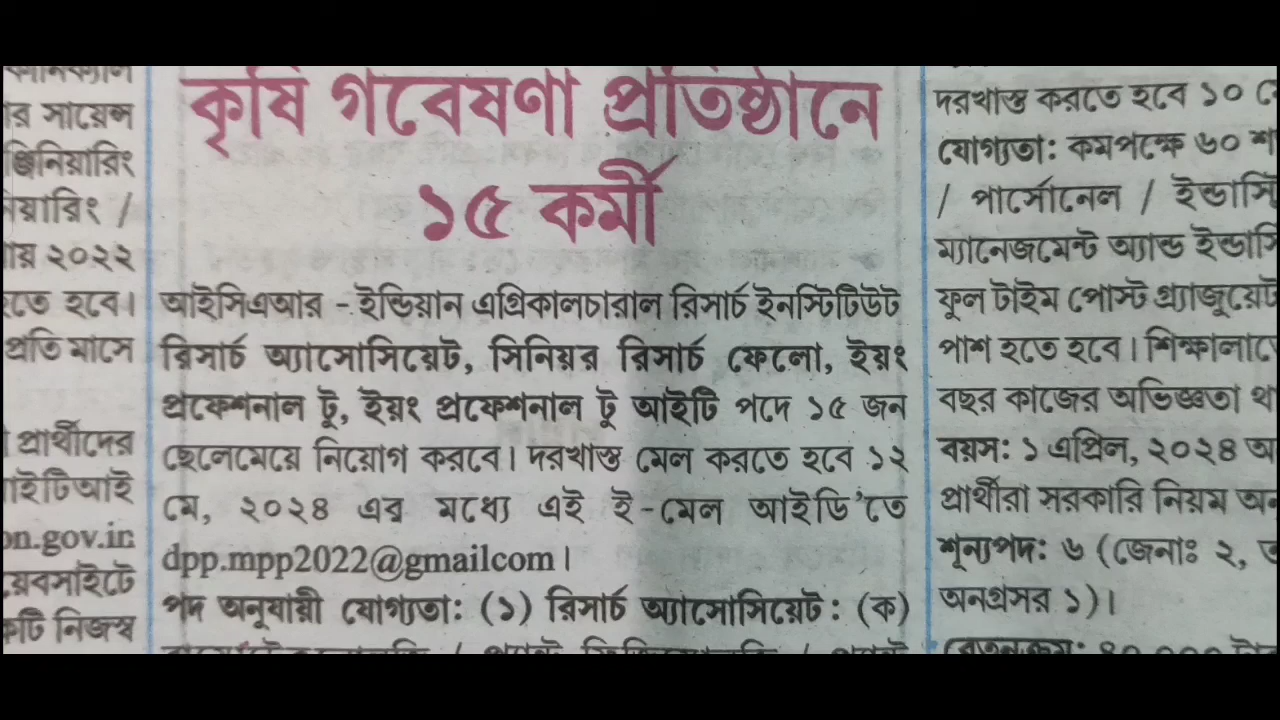 র সায়েন্স
ঞ্জিনিয়ারিং
নিয়ারিং /
২০২২
হতে হবে।
প্রতি মাসে
প্রার্থীদের
আইটিআই
on.gov.in
ওয়েবসাইটে
নিজস্ব
কৃষি গবেষণা প্রতিষ্ঠানে
১৫ কর্মী
আইসিএআর - ইন্ডিয়ান এগ্রিকালচারাল রিসার্চ ইনস্টিটিউট
রিসার্চ অ্যাসোসিয়েট, সিনিয়র রিসার্চ ফেলো, ইয়ং
প্রফেশনাল টু, ইয়ং প্রফেশনাল টু আইটি পদে ১৫ জন
ছেলেমেয়ে নিয়োগ করবে। দরখাস্ত মেল করতে হবে ১২
মে, ২০২৪ এর মধ্যে এই ই-মেল আইডি'তে
dpp.mpp2022@gmailcom।
পদ অনুযায়ী যোগ্যতা: (১) রিসার্চ অ্যাসোসিয়েট: (ক)
দরখাস্ত করতে হবে ১০
যোগ্যতা: কমপক্ষে ৬০ শ
/ পার্সোনেল / ইন্ডাস্ট্রি
ম্যানেজমেন্ট অ্যান্ড ইন্ডাস্ট্রি
ফুল টাইম পোস্ট গ্র্যাজুয়েট
পাশ হতে হবে। শিক্ষালাভে
বছর কাজের অভিজ্ঞতা থা
বয়স: ১ এপ্রিল, ২০২৪ অ
প্রার্থীরা সরকারি নিয়ম অন
শূন্যপদ: ৬ (জেনাঃ ২, ত
অনগ্রসর ১)।